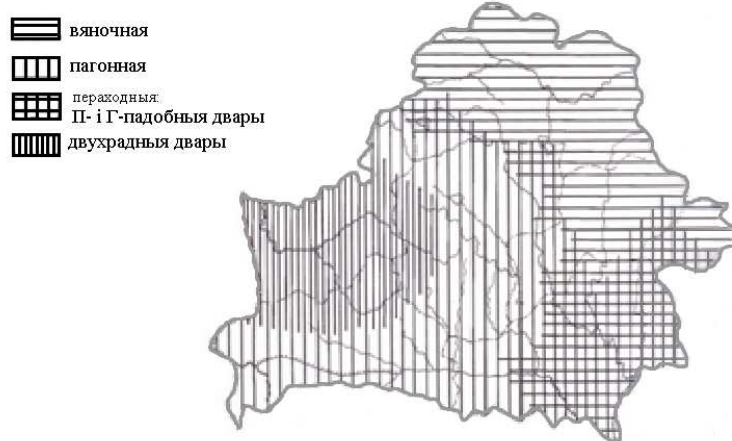 вяночная
пагонная
пераходныя:
П- і Г-падобныя двары
двухрадныя двары